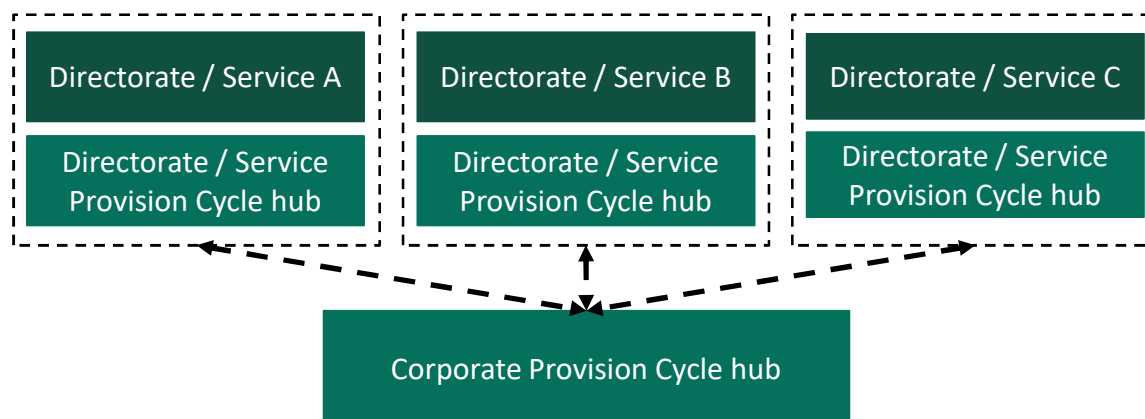 Directorate / Service A
Directorate / Service
Provision Cycle hub
Directorate / Service B
Directorate / Service
Provision Cycle hub
Directorate / Service C
Directorate / Service
Provision Cycle hub
Corporate Provision Cycle hub